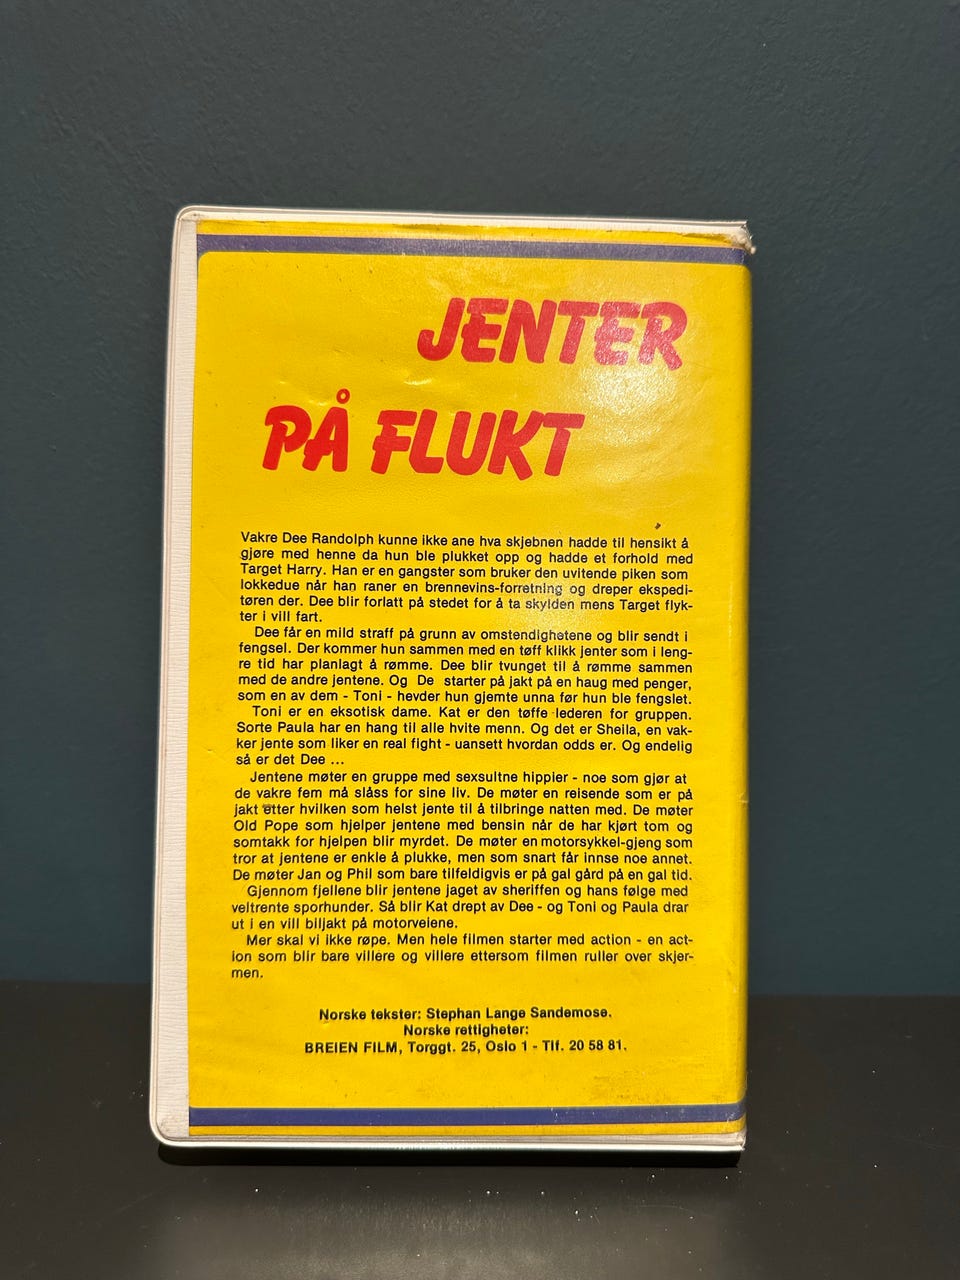 JENTER
PÅ FLUKT
Vakre Dee Randolph kunne ikke ane hva skjebnen hadde til hensikt å
gjøre med henne da hun ble plukket opp og hadde et forhold med
Target Harry. Han er en gangster som bruker den uvitende piken som
lokkedue når han raner en brennevins-forretning og dreper ekspedi-
tøren der. Dee blir forlatt på stedet for å ta skylden mens Target flyk-
ter i vill fart.
Dee får en mild straff på grunn av omstendighetene og blir sendt i
fengsel. Der kommer hun sammen med en tøff klikk jenter som i leng-
re tid har planlagt å rømme. Dee blir tvunget til å rømme sammen
med de andre jentene. Og De starter på jakt på en haug med penger,
som en av dem - Toni - hevder hun gjemte unna før hun ble fengslet.
Toni er en eksotisk dame. Kat er den tøffe lederen for gruppen.
Sorte Paula har en hang til alle hvite menn. Og det er Sheila, en vak-
ker jente som liker en real fight - uansett hvordan odds er. Og endelig
så er det Dee ...
Jentene møter en gruppe med sexsultne hippier - noe som gjør at
de vakre fem må slåss for sine liv. De møter en reisende som er på
jakt etter hvilken som helst jente til å tilbringe natten med. De møter
Old Pope som hjelper jentene med bensin når de har kjørt tom og
somtakk for hjelpen blir myrdet. De møter en motorsykkel-gjeng som
tror at jentene er enkle å plukke, men som snart får innse noe annet.
De møter Jan og Phil som bare tilfeldigvis er på gal gård på en gal tid.
Gjennom fjellene blir jentene jaget av sheriffen og hans følge med
veltrente sporhunder. Så blir Kat drept av Dee - og Toni og Paula drar
ut i en vill biljakt på motorveiene.
Mer skal vi ikke røpe. Men hele filmen starter med action - en act-
ion som blir bare villere og villere ettersom filmen ruller over skjer-
men.
Norske tekster: Stephan Lange Sandemose.
Norske rettigheter:
BREIEN FILM, Torggt. 25, Oslo 1 - Tlf. 20 58 81.